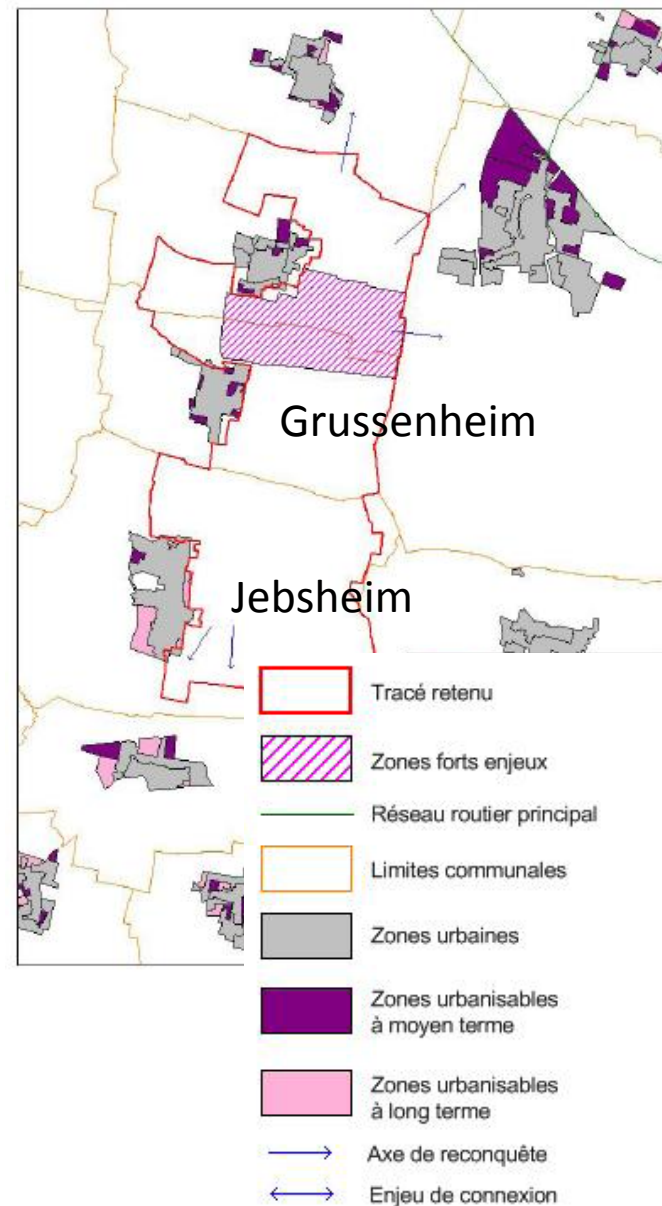 Grussenheim
Jebsheim
Tracé retenu
Zones forts enjeux
Réseau routier principal
Limites communales
Zones urbaines
Zones urbanisables
à moyen terme
Zones urbanisables
à long terme
Axe de reconquête
Enjeu de connexion